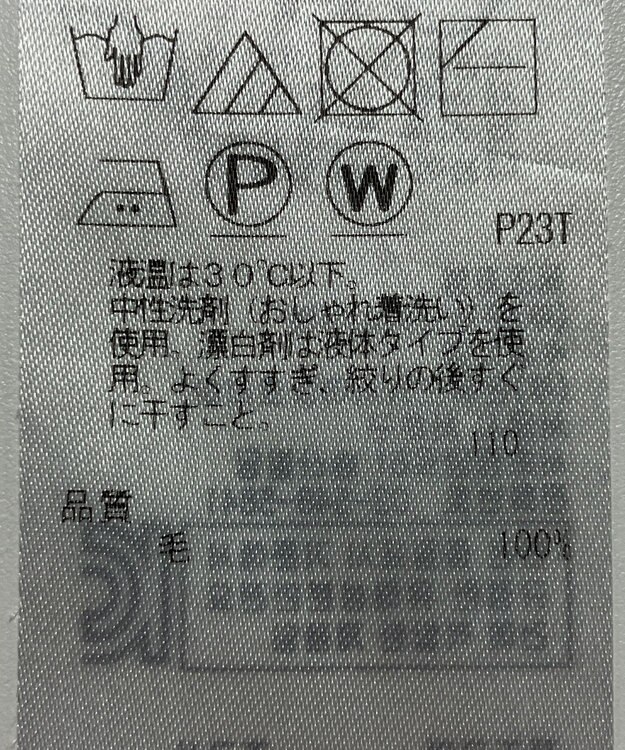 P
W
P23T
液温は30℃以下。
中性洗剤(おしゃれ着洗い)を
使用、漂白剤は液体タイプを使
用。よくすすぎ、絞りの後すぐ
に干すこと。
110
品質
毛 100%